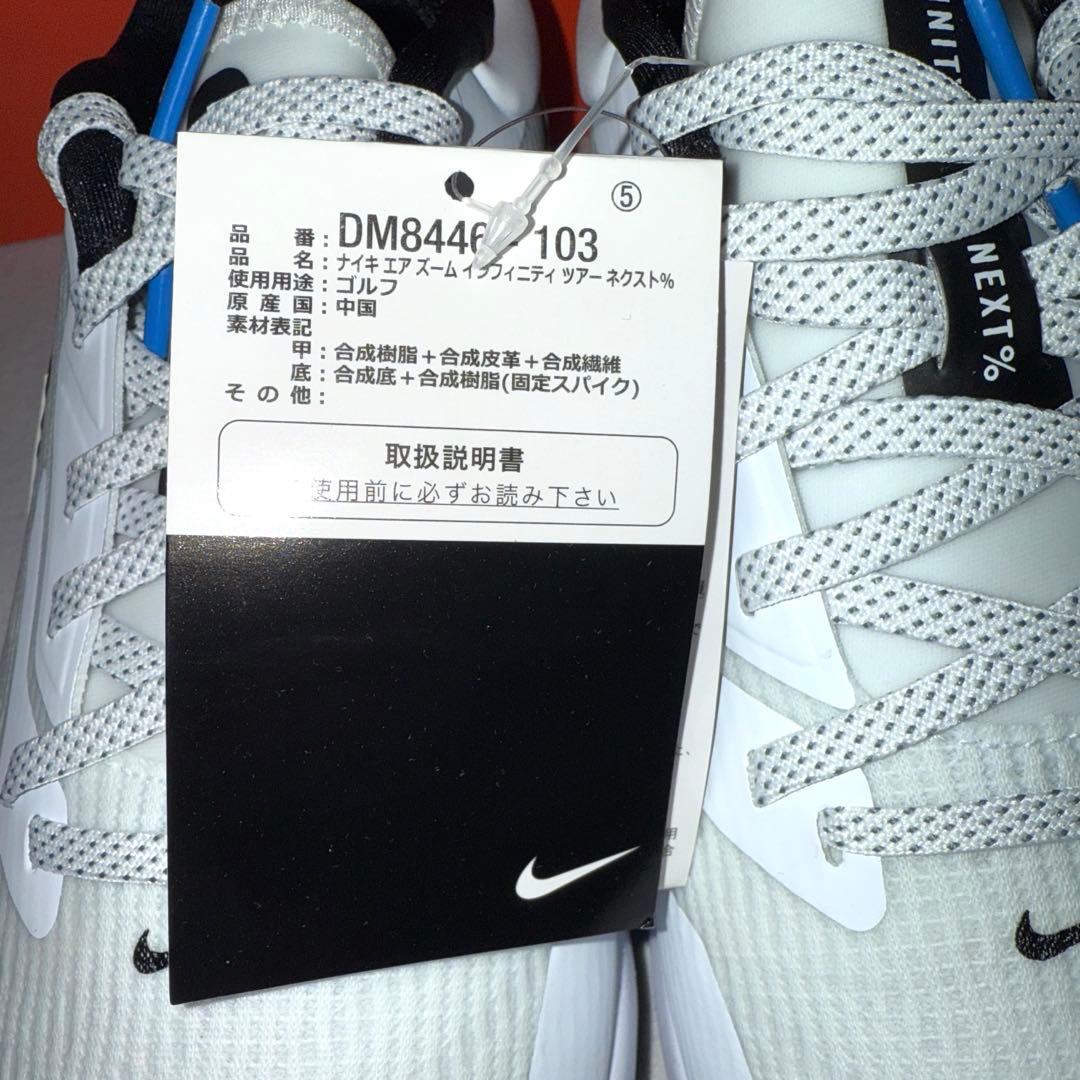 ⑤
品番：DM8446-103
品名：ナイキ エア ズーム インフィニティ ツアー ネクスト%
使用用途：ゴルフ
原産国：中国
素材表記
甲：合成樹脂＋合成皮革＋合成繊維
底：合成底＋合成樹脂(固定スパイク)
その他：
取扱説明書
使用前に必ずお読み下さい
NEXT%